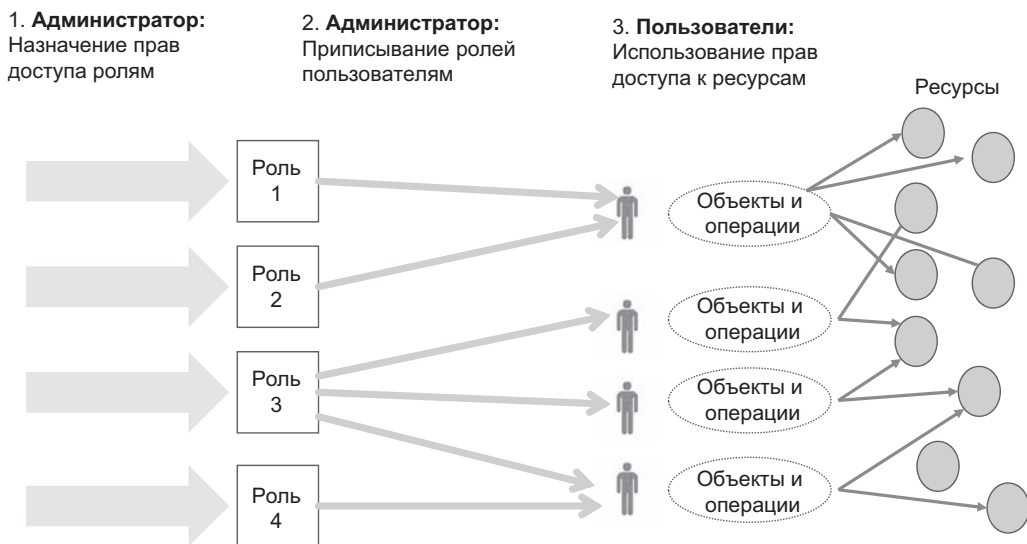 1. Администратор:
Назначение прав
доступа ролям
2. Администратор:
Приписывание ролей
пользователям
3. Пользователи:
Использование прав
доступа к ресурсам
Ресурсы
Роль
1
Объекты и
операции
Роль
2
Объекты и
операции
Роль
3
Объекты и
операции
Роль
4
Объекты и
операции